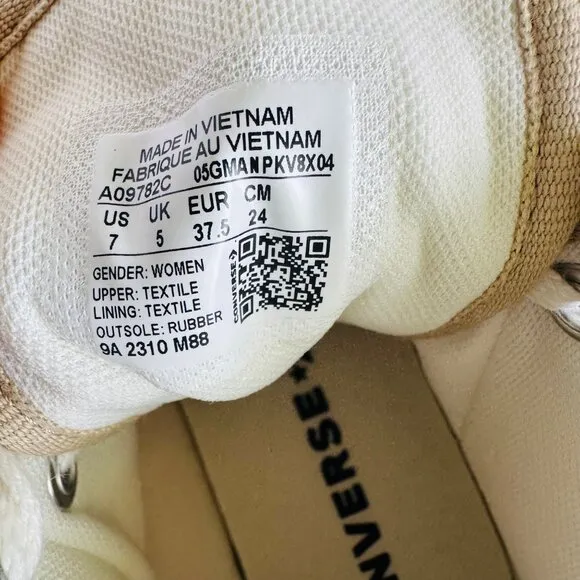 MADE IN VIETNAM
FABRIQUE AU VIETNAM
A09782C 05GMANPKV8X04
US UK EUR CM
7 5 37.5 24
GENDER: WOMEN
UPPER: TEXTILE
LINING: TEXTILE
OUTSOLE: RUBBER
9A 2310 M88
CONVERSE
NVERSE